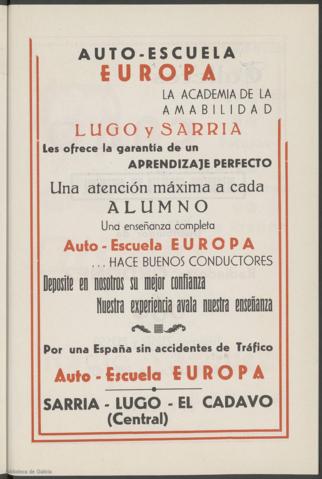 AUTO-ESCUELA
EUROPA
LA ACADEMIA DE LA
AMABILIDAD
LUGO y SARRIA
Les ofrece la garantía de un
APRENDIZAJE PERFECTO
Una atención máxima a cada
ALUMNO
Una enseñanza completa
Auto - Escuela EUROPA
... HACE BUENOS CONDUCTORES
Deposite en nosotros su mejor confianza
Nuestra experiencia avala nuestra enseñanza
Por una España sin accidentes de Tráfico
Auto - Escuela EUROPA
SARRIA - LUGO - EL CADAVO
(Central)
Biblioteca de Galicia